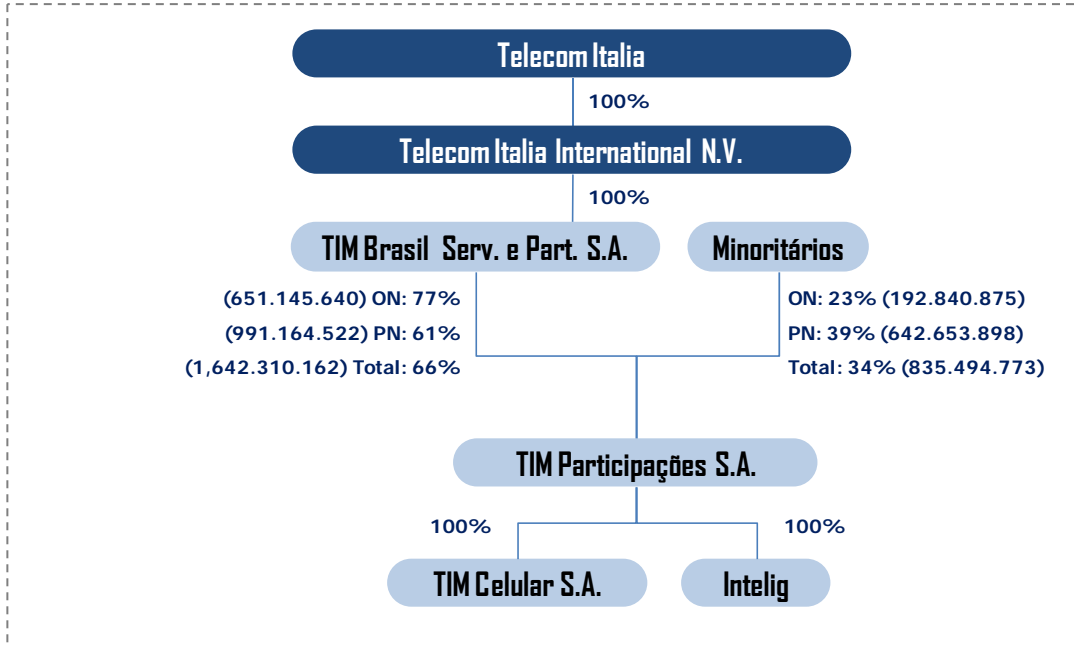 Telecom Italia
100%
Telecom Italia International N.V.
100%
TIM Brasil Serv. e Part. S.A.
Minoritários
(651.145.640) ON: 77%
(991.164.522) PN: 61%
(1,642.310.162) Total: 66%
ON: 23% (192.840.875)
PN: 39% (642.653.898)
Total: 34% (835.494.773)
TIM Participações S.A.
100%
100%
TIM Celular S.A.
Intelig